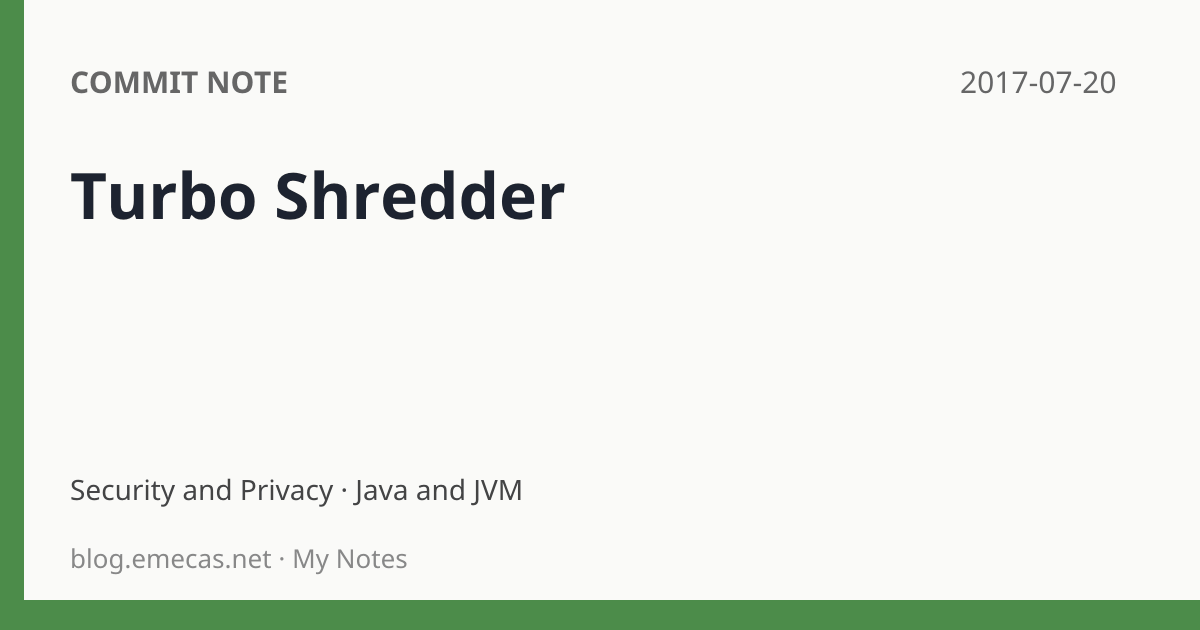 COMMIT NOTE
2017-07-20
Turbo Shredder
Security and Privacy · Java and JVM
blog.emecas.net · My Notes